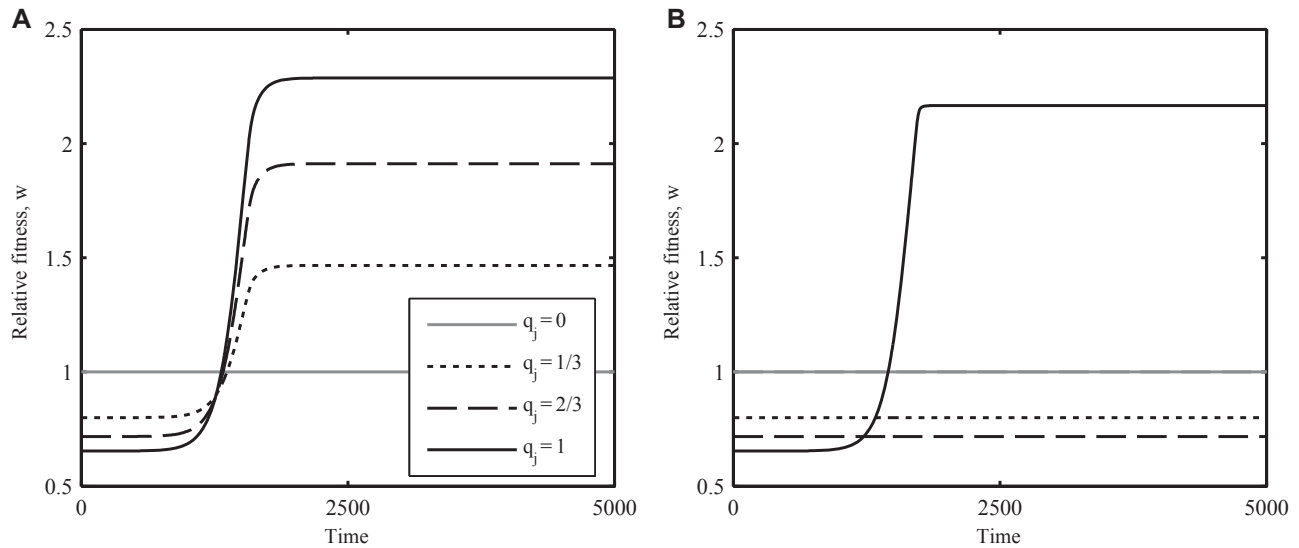 A
2.5
2
1.5
1
0.5
Relative fitness, w
0
2500
5000
Time
q_j = 0
q_j = 1/3
q_j = 2/3
q_j = 1
B
2.5
2
1.5
1
0.5
Relative fitness, w
0
2500
5000
Time